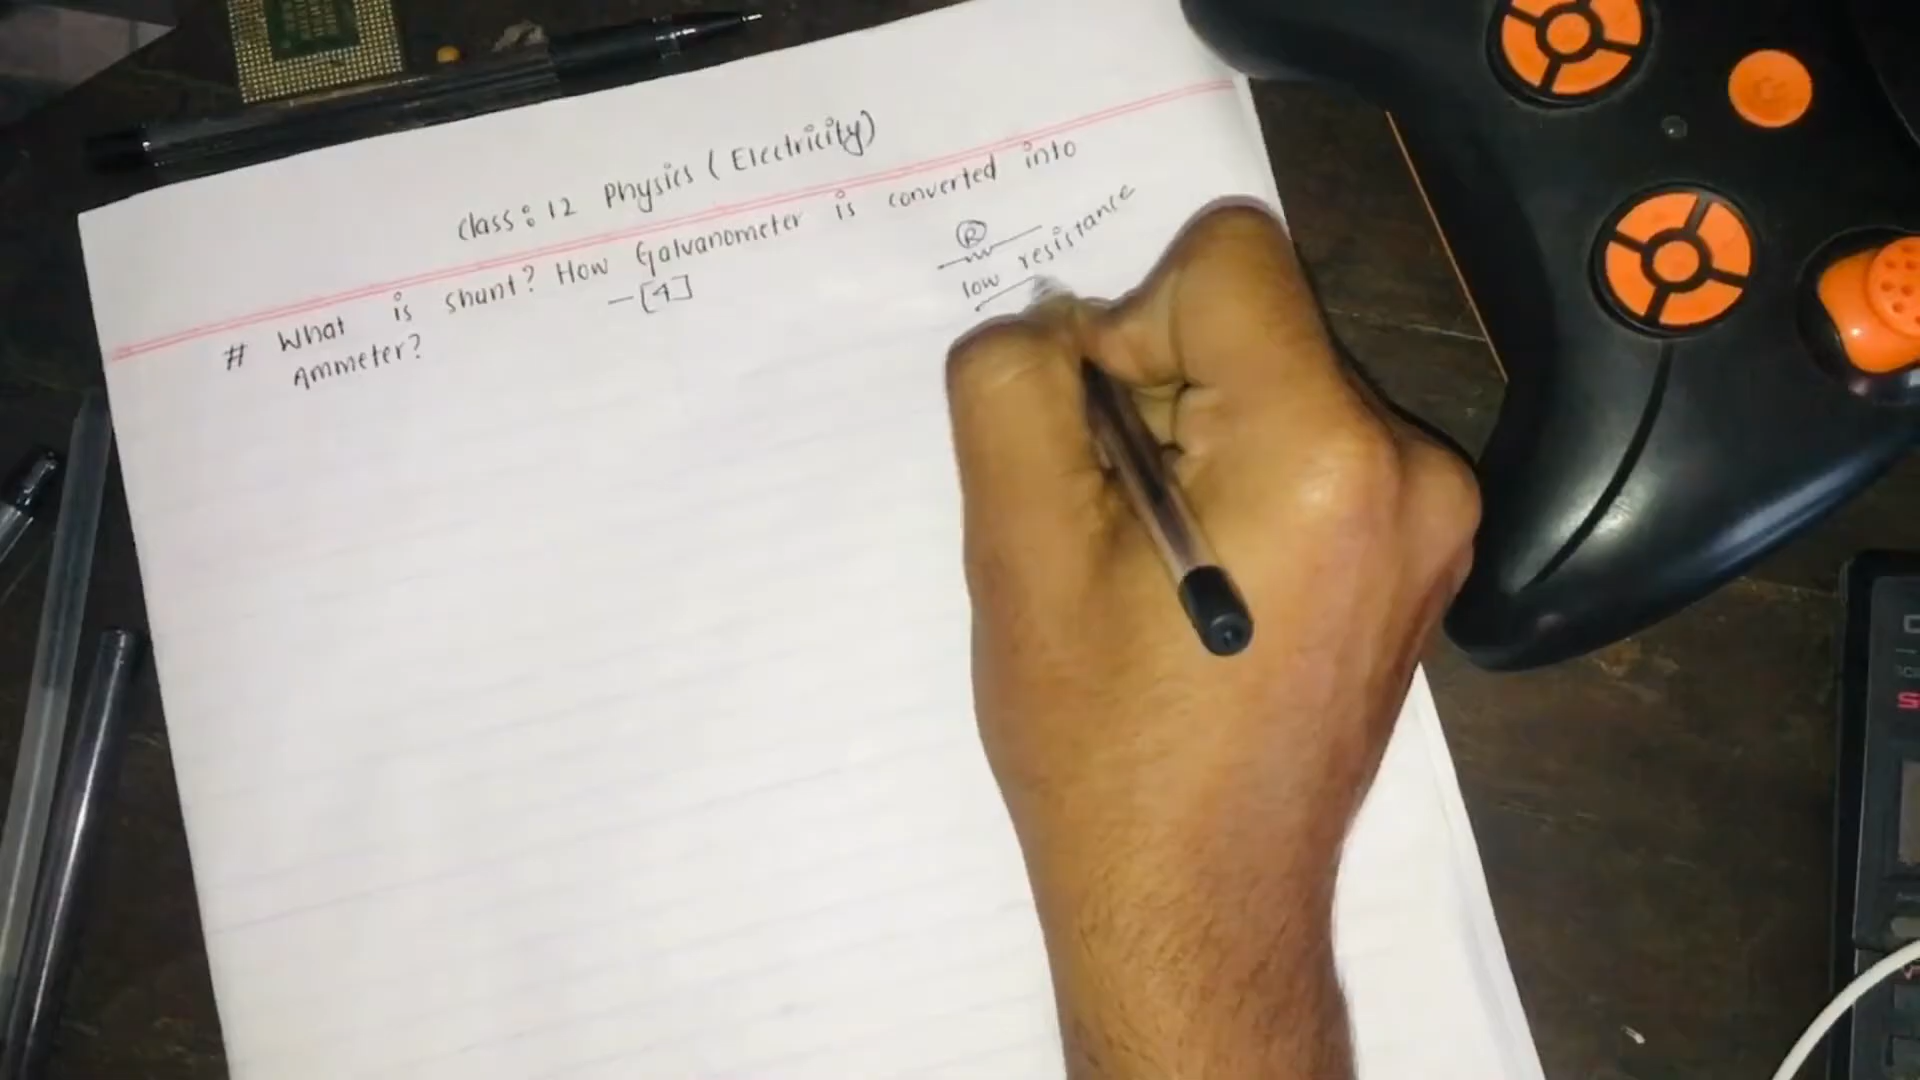 Class: 12 Physics (Electricity)
# What is shunt? How Galvanometer is converted into
Ammeter? — [4]
R
low resistance